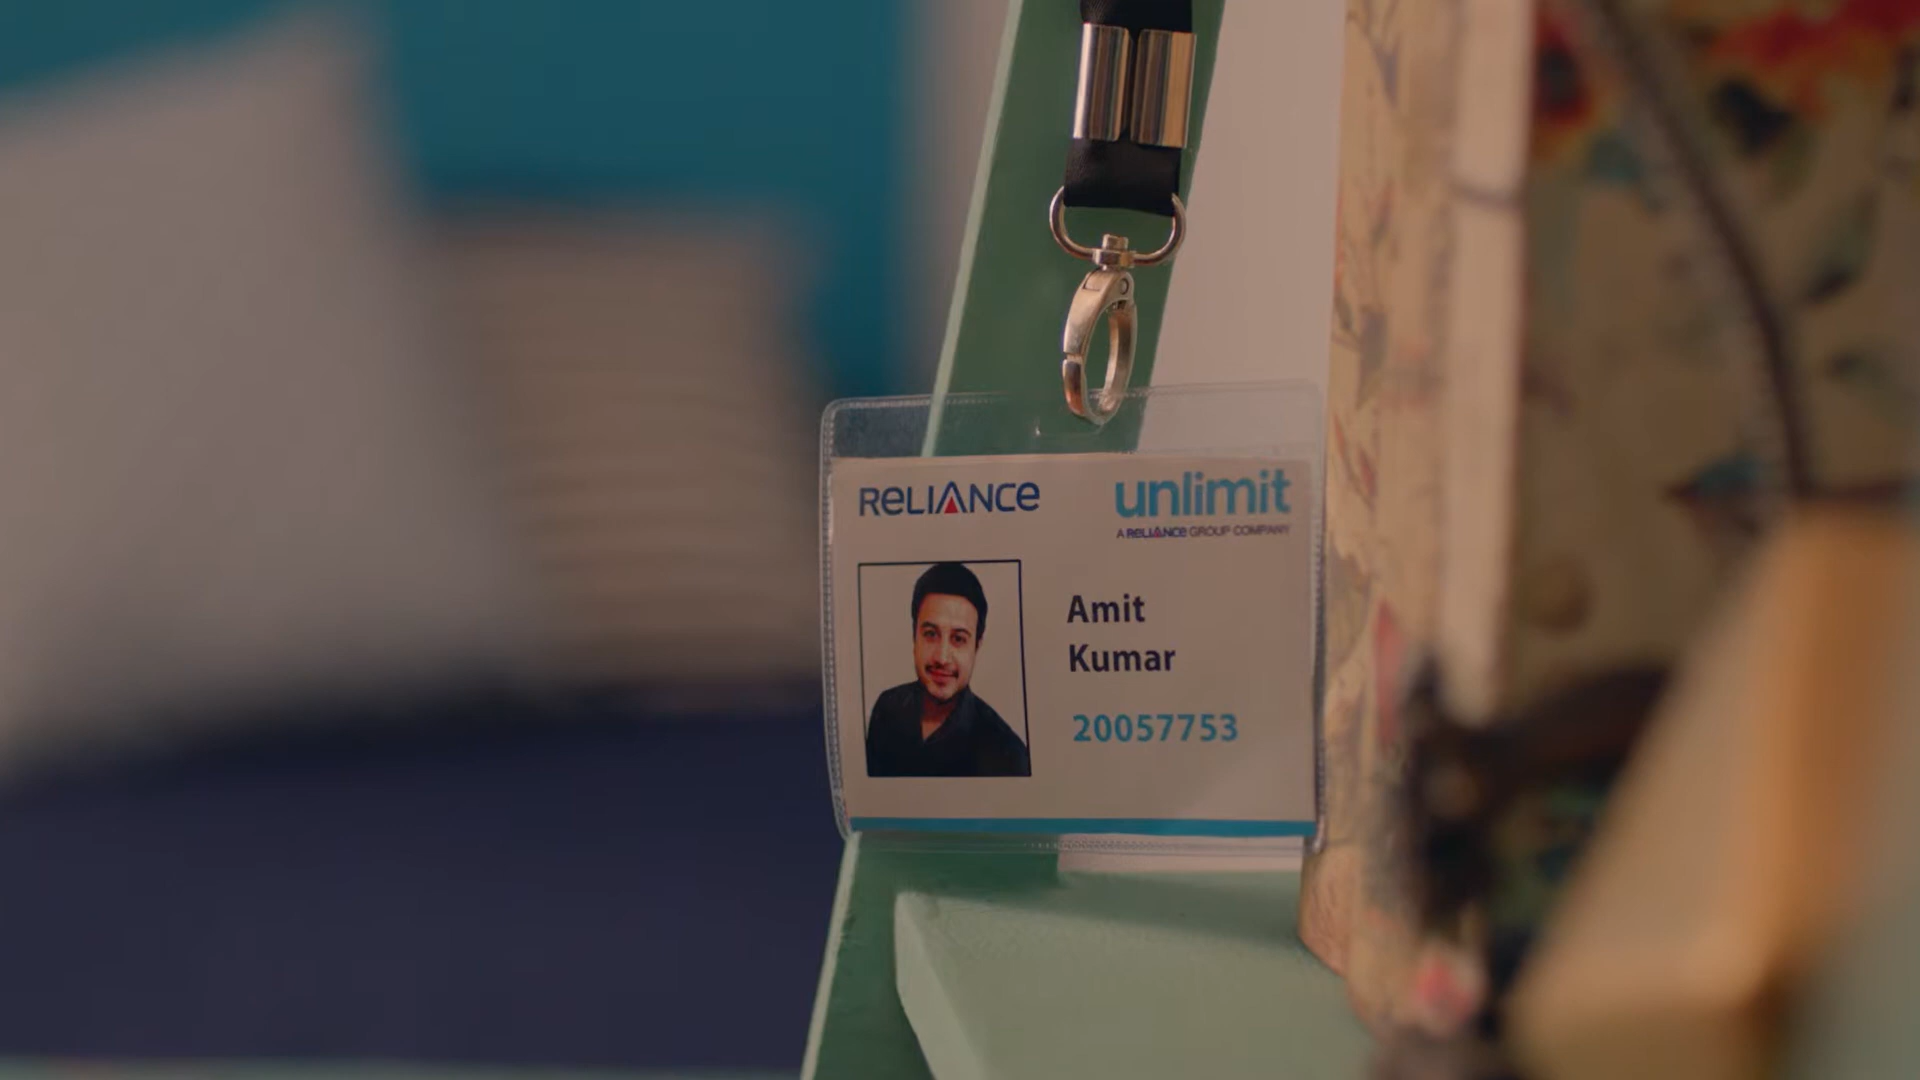 RELIANCE
unlimit
A RELIANCE GROUP COMPANY
Amit
Kumar
20057753